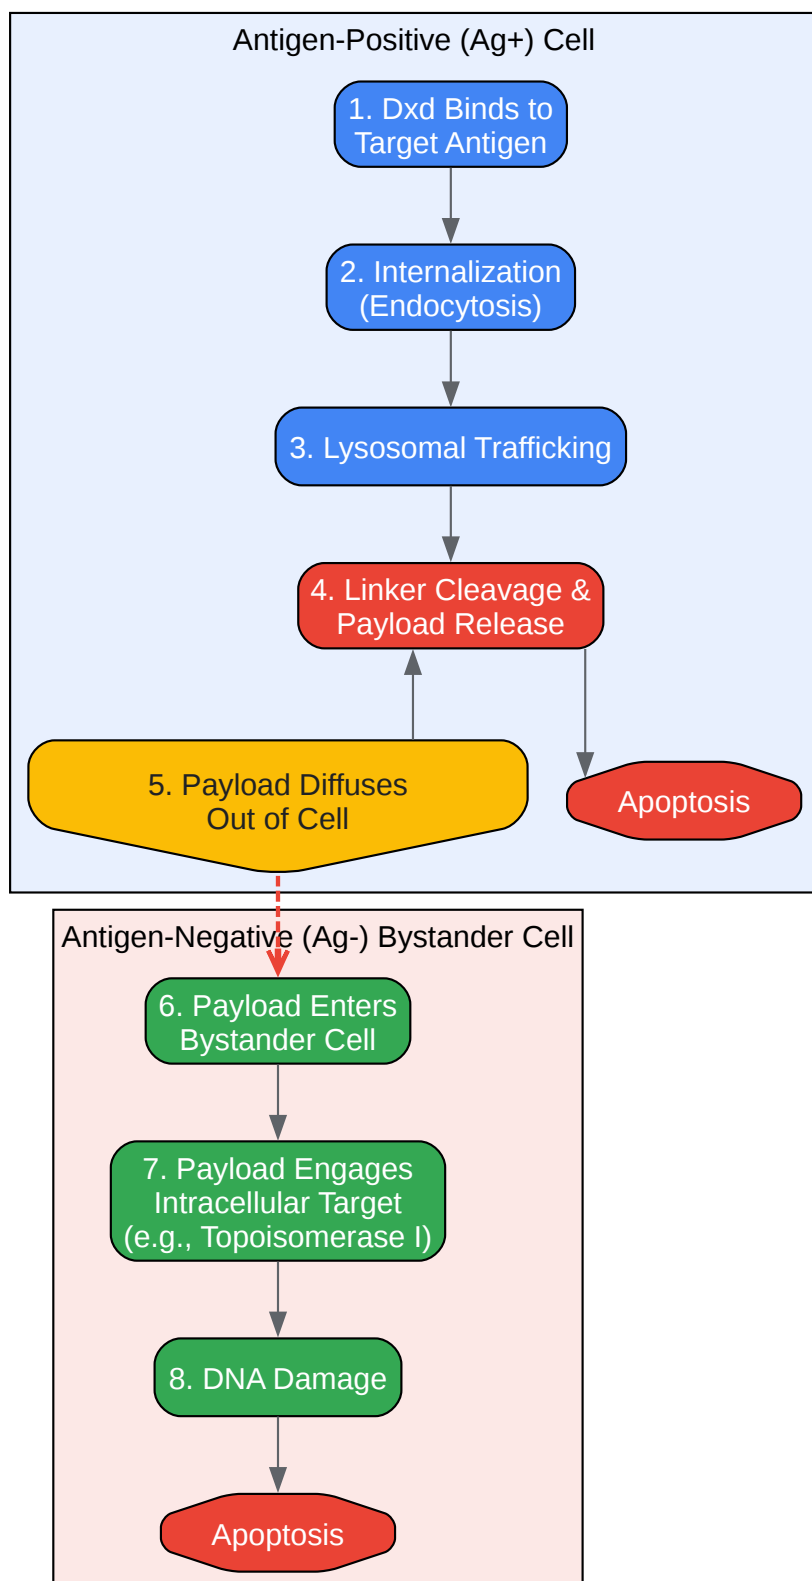 Antigen-Positive (Ag+) Cell
1. Dxd Binds to
Target Antigen
2. Internalization
(Endocytosis)
3. Lysosomal Trafficking
4. Linker Cleavage &
Payload Release
5. Payload Diffuses
Out of Cell
Apoptosis
Antigen-Negative (Ag-) Bystander Cell
6. Payload Enters
Bystander Cell
7. Payload Engages
Intracellular Target
(e.g., Topoisomerase I)
8. DNA Damage
Apoptosis